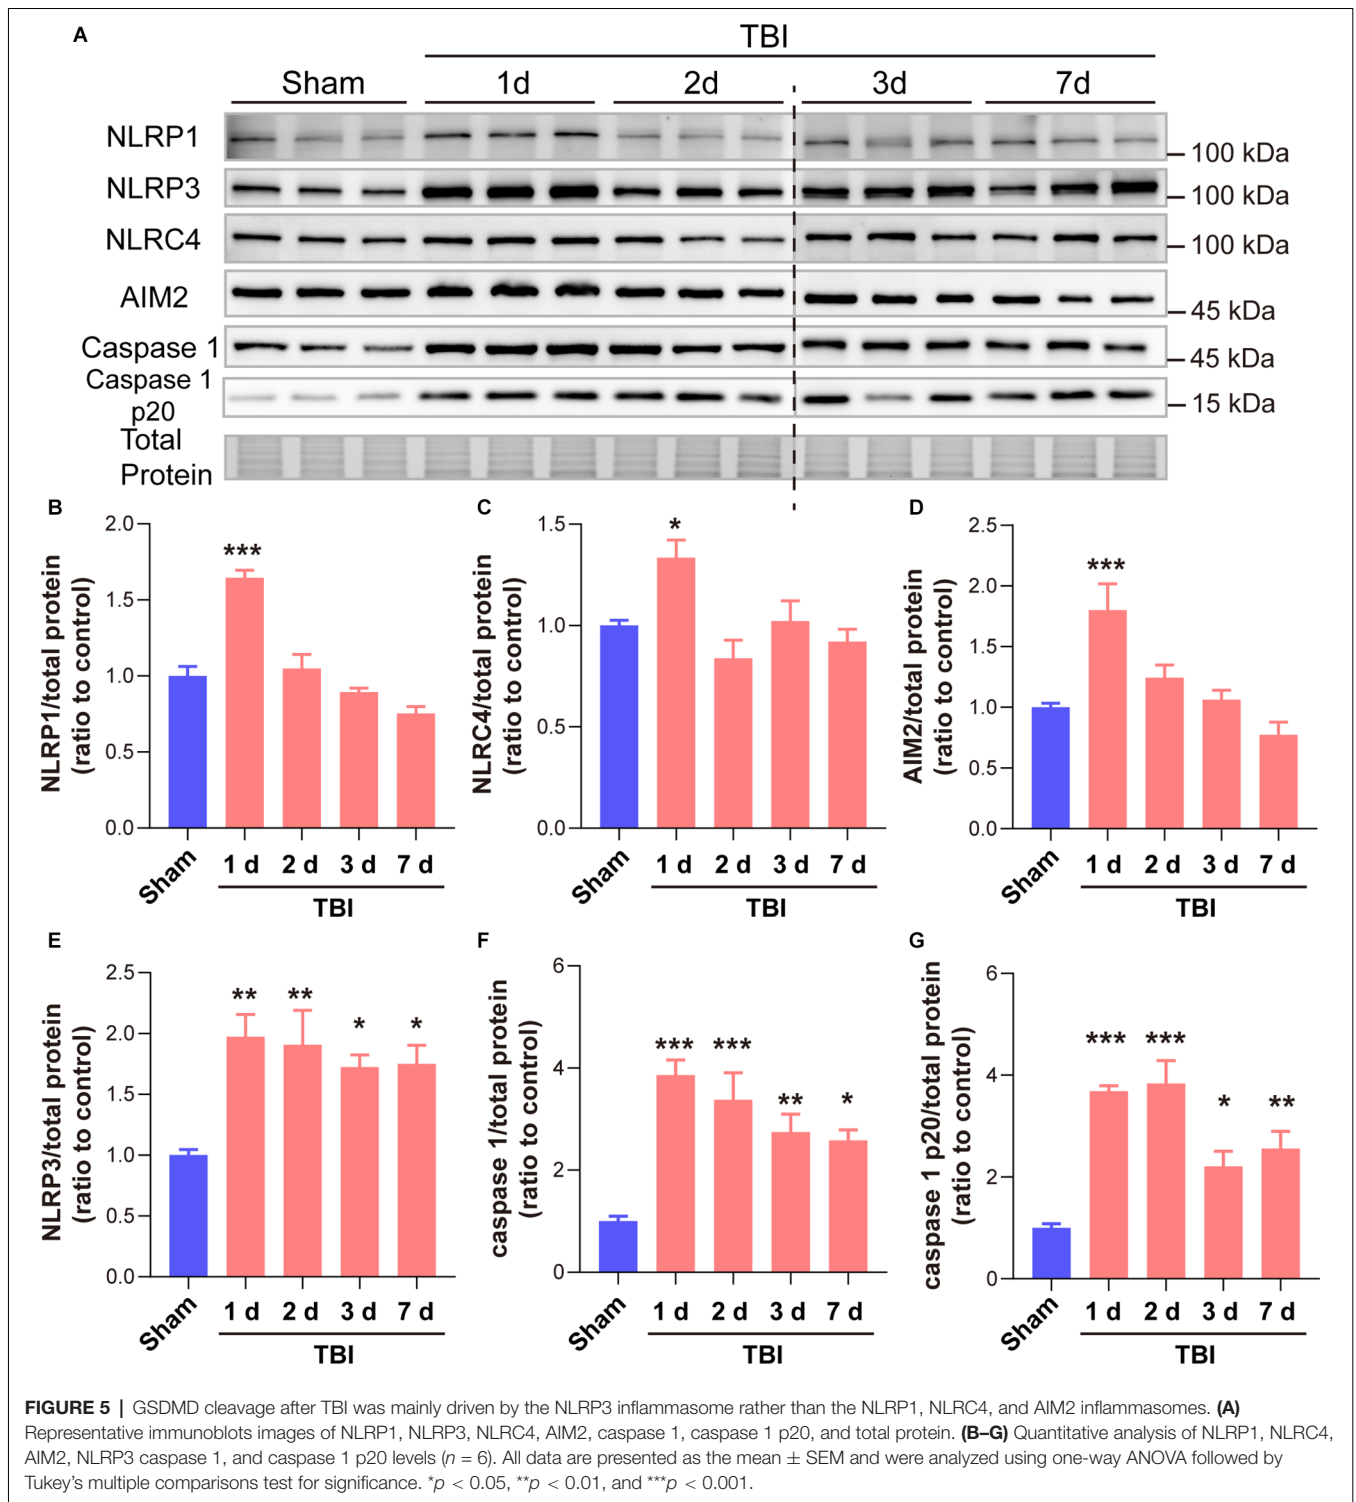 A
TBI
Sham 1d 2d 3d 7d
NLRP1
100 kDa
NLRP3
100 kDa
NLRC4
100 kDa
AIM2
45 kDa
Caspase 1
45 kDa
Caspase 1
p20
15 kDa
Total
Protein
B
NLRP1/total protein
(ratio to control)
2.0
1.5
1.0
0.5
0.0
***
Sham 1 d 2 d 3 d 7 d
TBI
C
NLRC4/total protein
(ratio to control)
1.5
1.0
0.5
0.0
*
Sham 1 d 2 d 3 d 7 d
TBI
D
AIM2/total protein
(ratio to control)
2.5
2.0
1.5
1.0
0.5
0.0
***
Sham 1 d 2 d 3 d 7 d
TBI
E
NLRP3/total protein
(ratio to control)
2.5
2.0
1.5
1.0
0.5
0.0
** ** * *
Sham 1 d 2 d 3 d 7 d
TBI
F
caspase 1/total protein
(ratio to control)
6
4
2
0
*** *** ** *
Sham 1 d 2 d 3 d 7 d
TBI
G
caspase 1 p20/total protein
(ratio to control)
6
4
2
0
*** *** * **
Sham 1 d 2 d 3 d 7 d
TBI
FIGURE 5 | GSDMD cleavage after TBI was mainly driven by the NLRP3 inflammasome rather than the NLRP1, NLRC4, and AIM2 inflammasomes. (A)
Representative immunoblots images of NLRP1, NLRP3, NLRC4, AIM2, caspase 1, caspase 1 p20, and total protein. (B–G) Quantitative analysis of NLRP1, NLRC4,
AIM2, NLRP3 caspase 1, and caspase 1 p20 levels (n = 6). All data are presented as the mean ± SEM and were analyzed using one-way ANOVA followed by
Tukey's multiple comparisons test for significance. *p < 0.05, **p < 0.01, and ***p < 0.001.